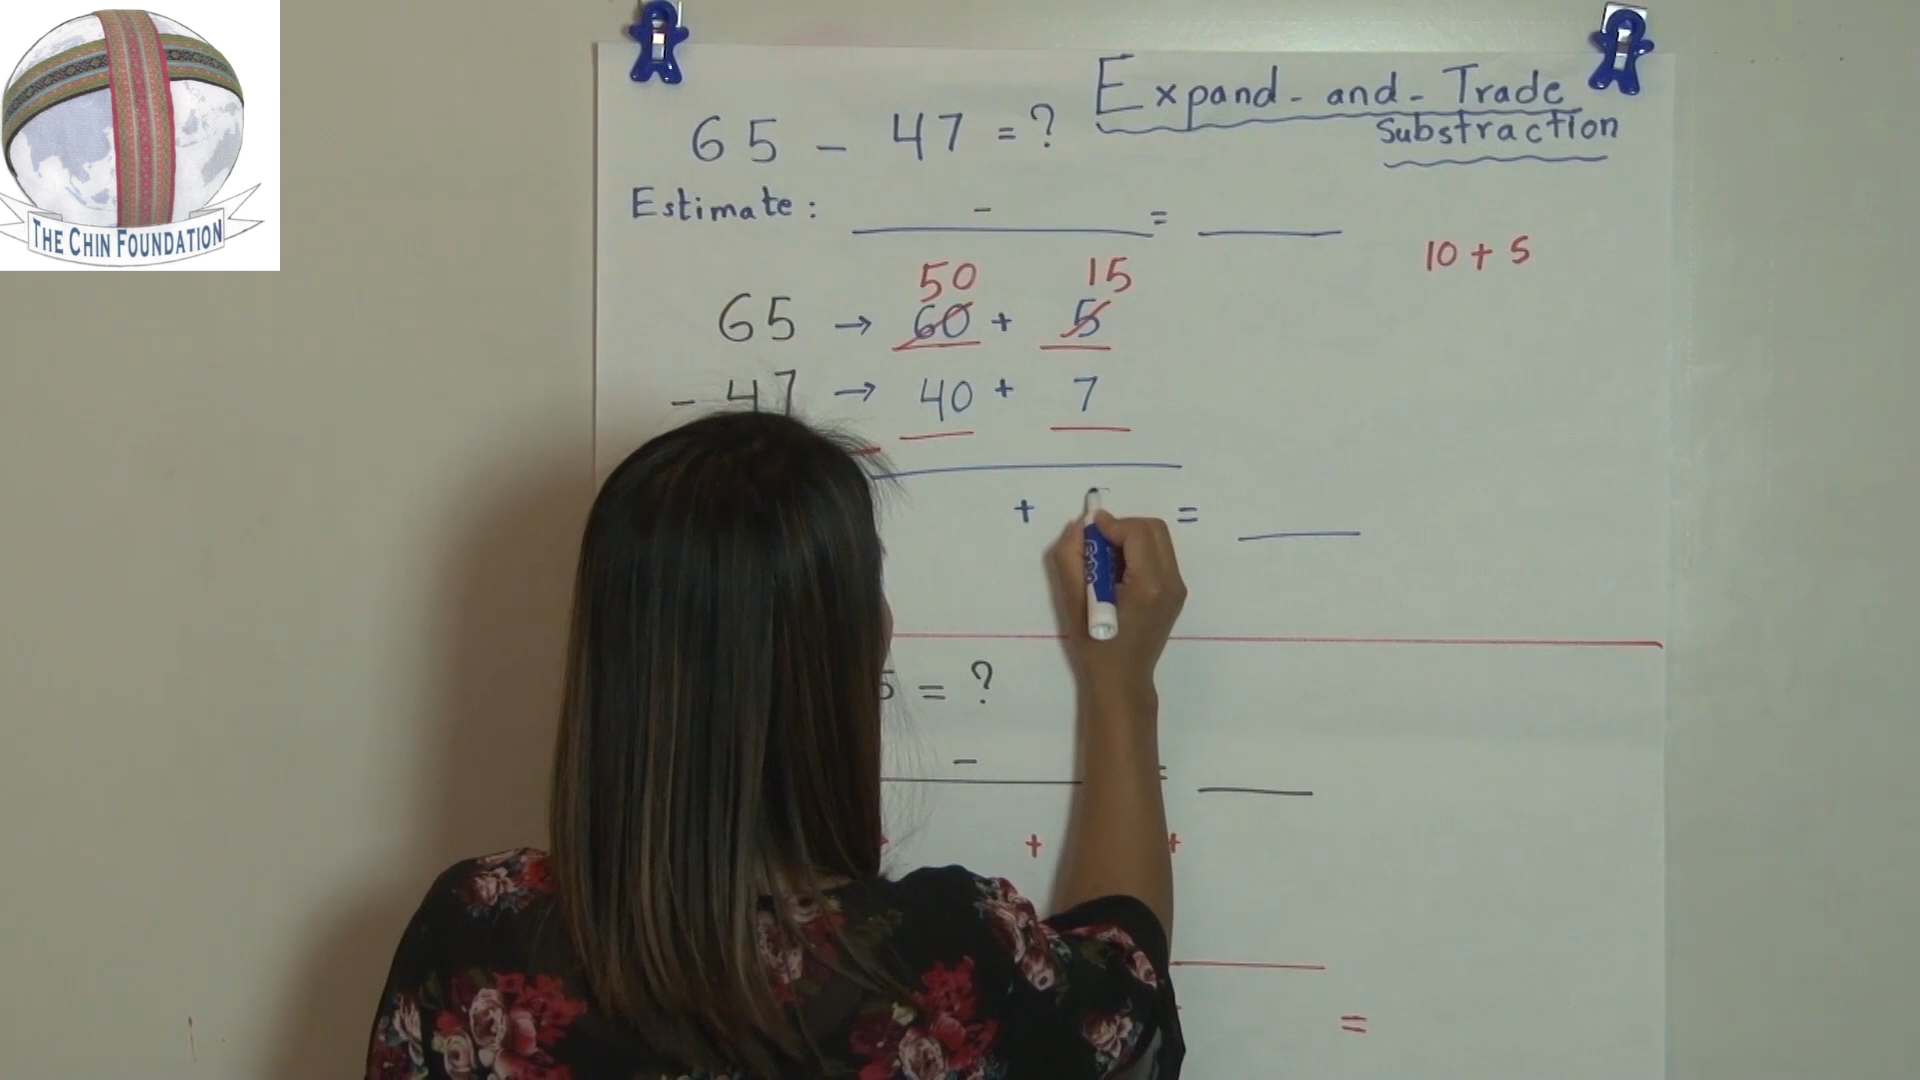 THE CHIN FOUNDATION
Expand-and-Trade
Substraction
65 - 47 = ?
Estimate: - =
10 + 5
50 15
65 → 60 + 5
- 47 → 40 + 7
+ =
5 = ?
- =
+ +
=